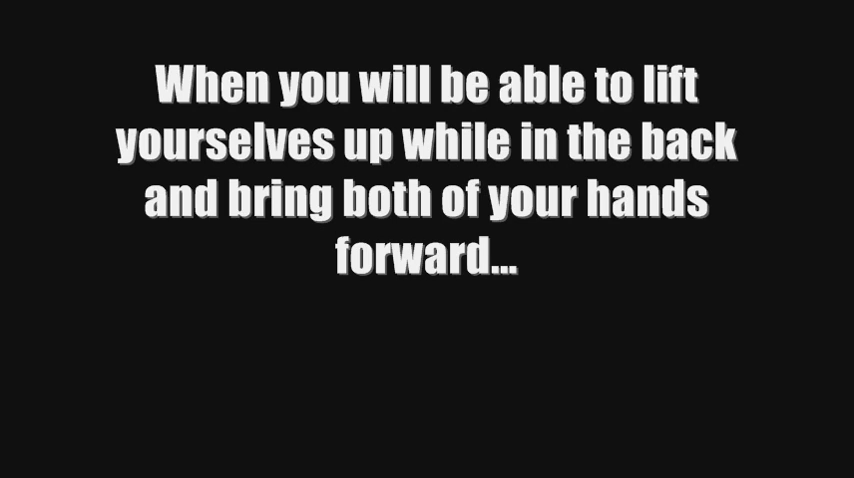 When you will be able to lift
yourselves up while in the back
and bring both of your hands
forward...